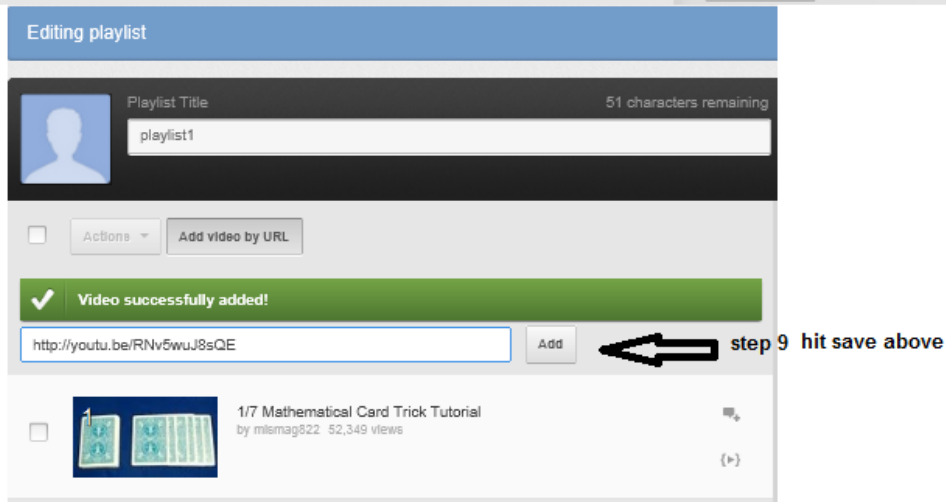 Editing playlist
Playlist Title 51 characters remaining
playlist1
Actions Add video by URL
Video successfully added!
http://youtu.be/RNv5wuJ8sQE Add step 9 hit save above
1 1/7 Mathematical Card Trick Tutorial
by mismag822 52,349 views